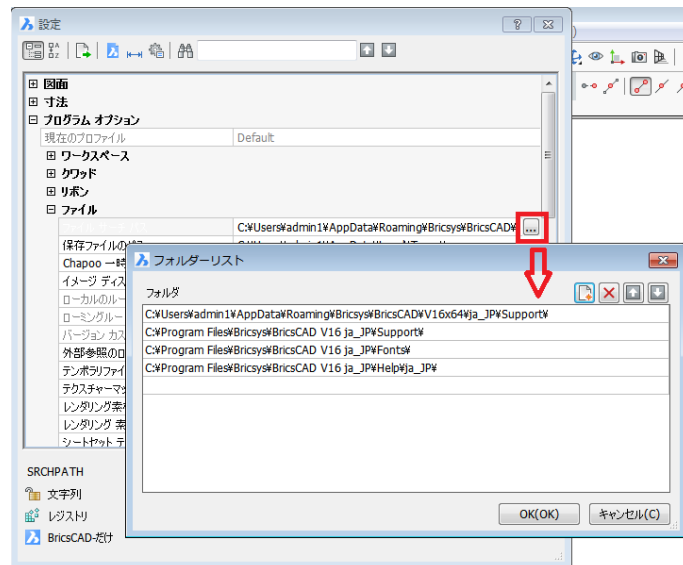 設定
図面
寸法
プログラム オプション
現在のプロファイル Default
ワークスペース
クワッド
リボン
ファイル
C:¥Users¥admin1¥AppData¥Roaming¥Bricsys¥BricsCAD¥ ...
保存ファイルの
Chapoo 一時
イメージ ディ
ローカルのルー
ローミングルー
バージョン カス
外部参照のロ
テンポラリファイ
テクスチャーマッ
レンダリング素
レンダリング 素
シートセット テ
SRCHPATH
文字列
レジストリ
BricsCAD-だけ
フォルダーリスト
フォルダ
C:¥Users¥admin1¥AppData¥Roaming¥Bricsys¥BricsCAD¥V16x64¥ja_JP¥Support¥
C:¥Program Files¥Bricsys¥BricsCAD V16 ja_JP¥Support¥
C:¥Program Files¥Bricsys¥BricsCAD V16 ja_JP¥Fonts¥
C:¥Program Files¥Bricsys¥BricsCAD V16 ja_JP¥Help¥ja_JP¥
OK(OK) キャンセル(C)